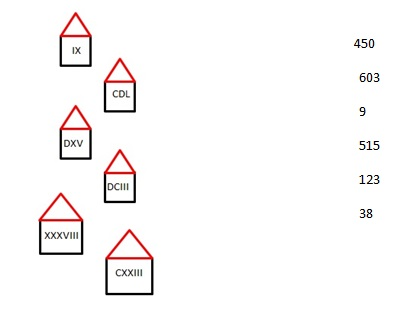 IX
CDL
DXV
DCIII
XXXVIII
CXXIII
450
603
9
515
123
38